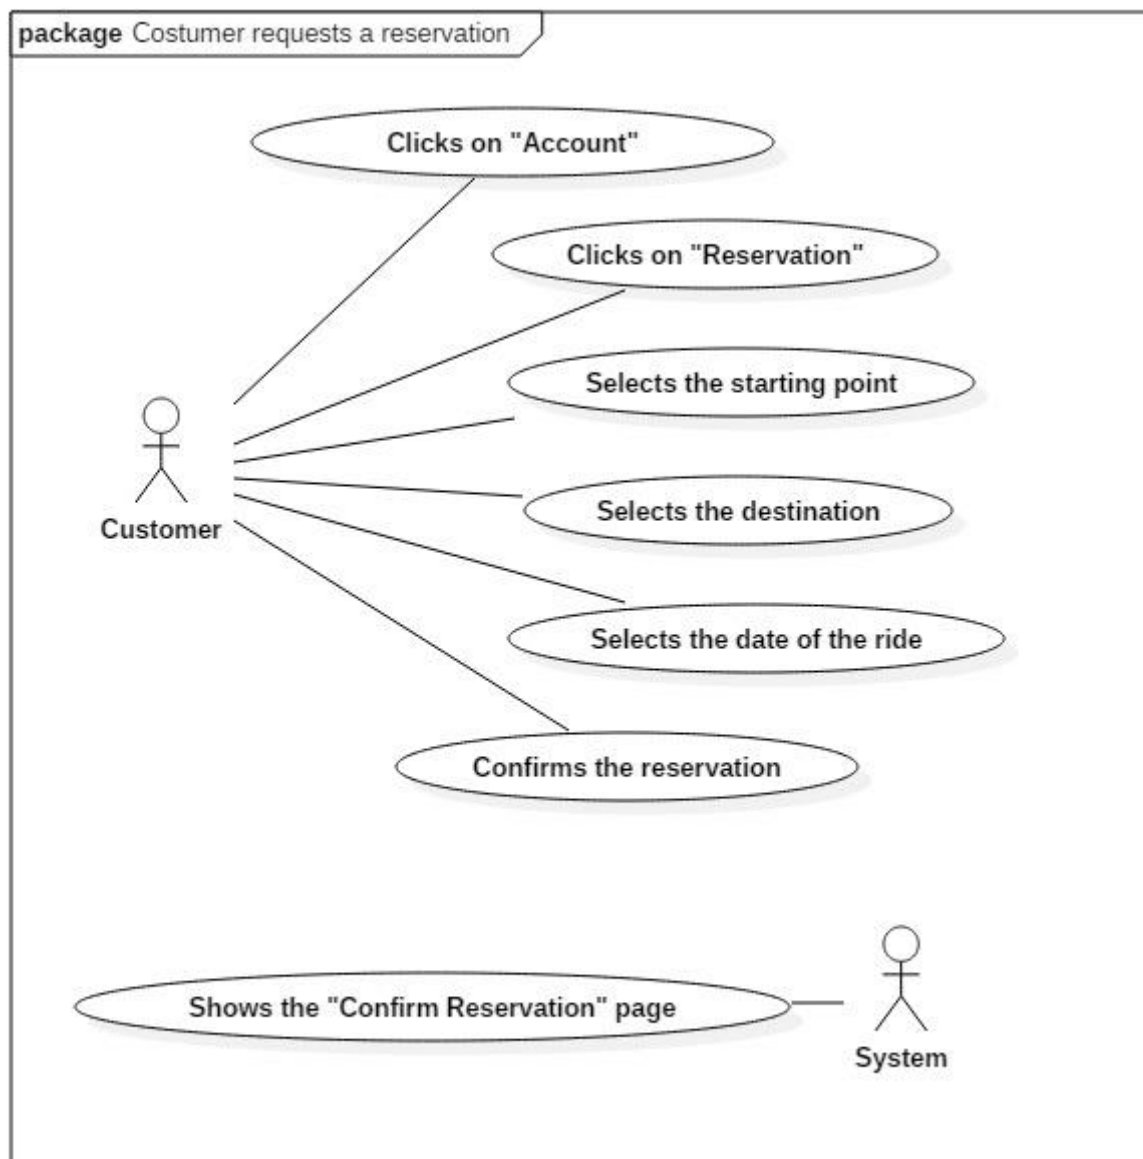 package Costumer requests a reservation
Clicks on "Account"
Clicks on "Reservation"
Selects the starting point
Selects the destination
Customer
Selects the date of the ride
Confirms the reservation
Shows the "Confirm Reservation" page
System